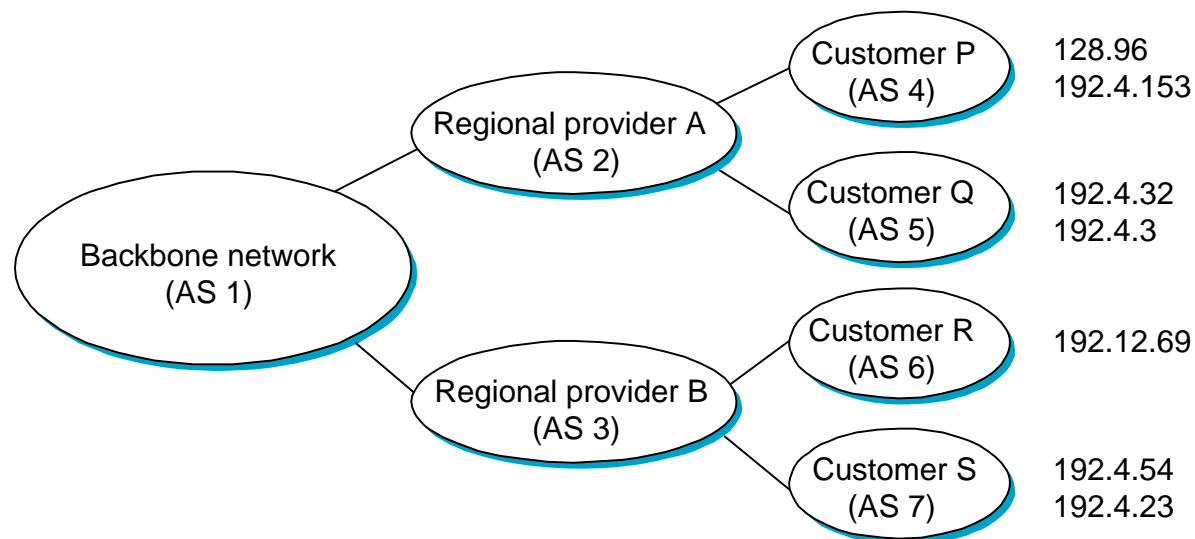 Customer P
(AS 4)
128.96
192.4.153
Regional provider A
(AS 2)
Customer Q
(AS 5)
192.4.32
192.4.3
Backbone network
(AS 1)
Customer R
(AS 6)
192.12.69
Regional provider B
(AS 3)
Customer S
(AS 7)
192.4.54
192.4.23